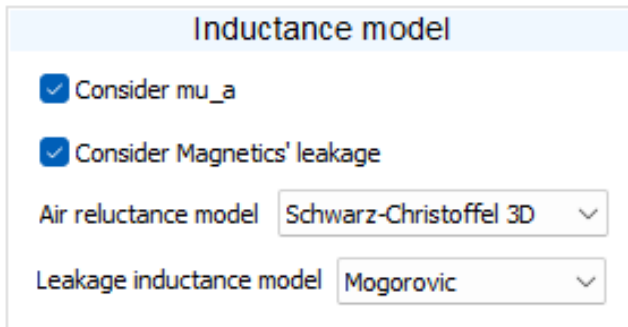 Inductance model
Consider mu_a
Consider Magnetics' leakage
Air reluctance model Schwarz-Christoffel 3D
Leakage inductance model Mogorovic